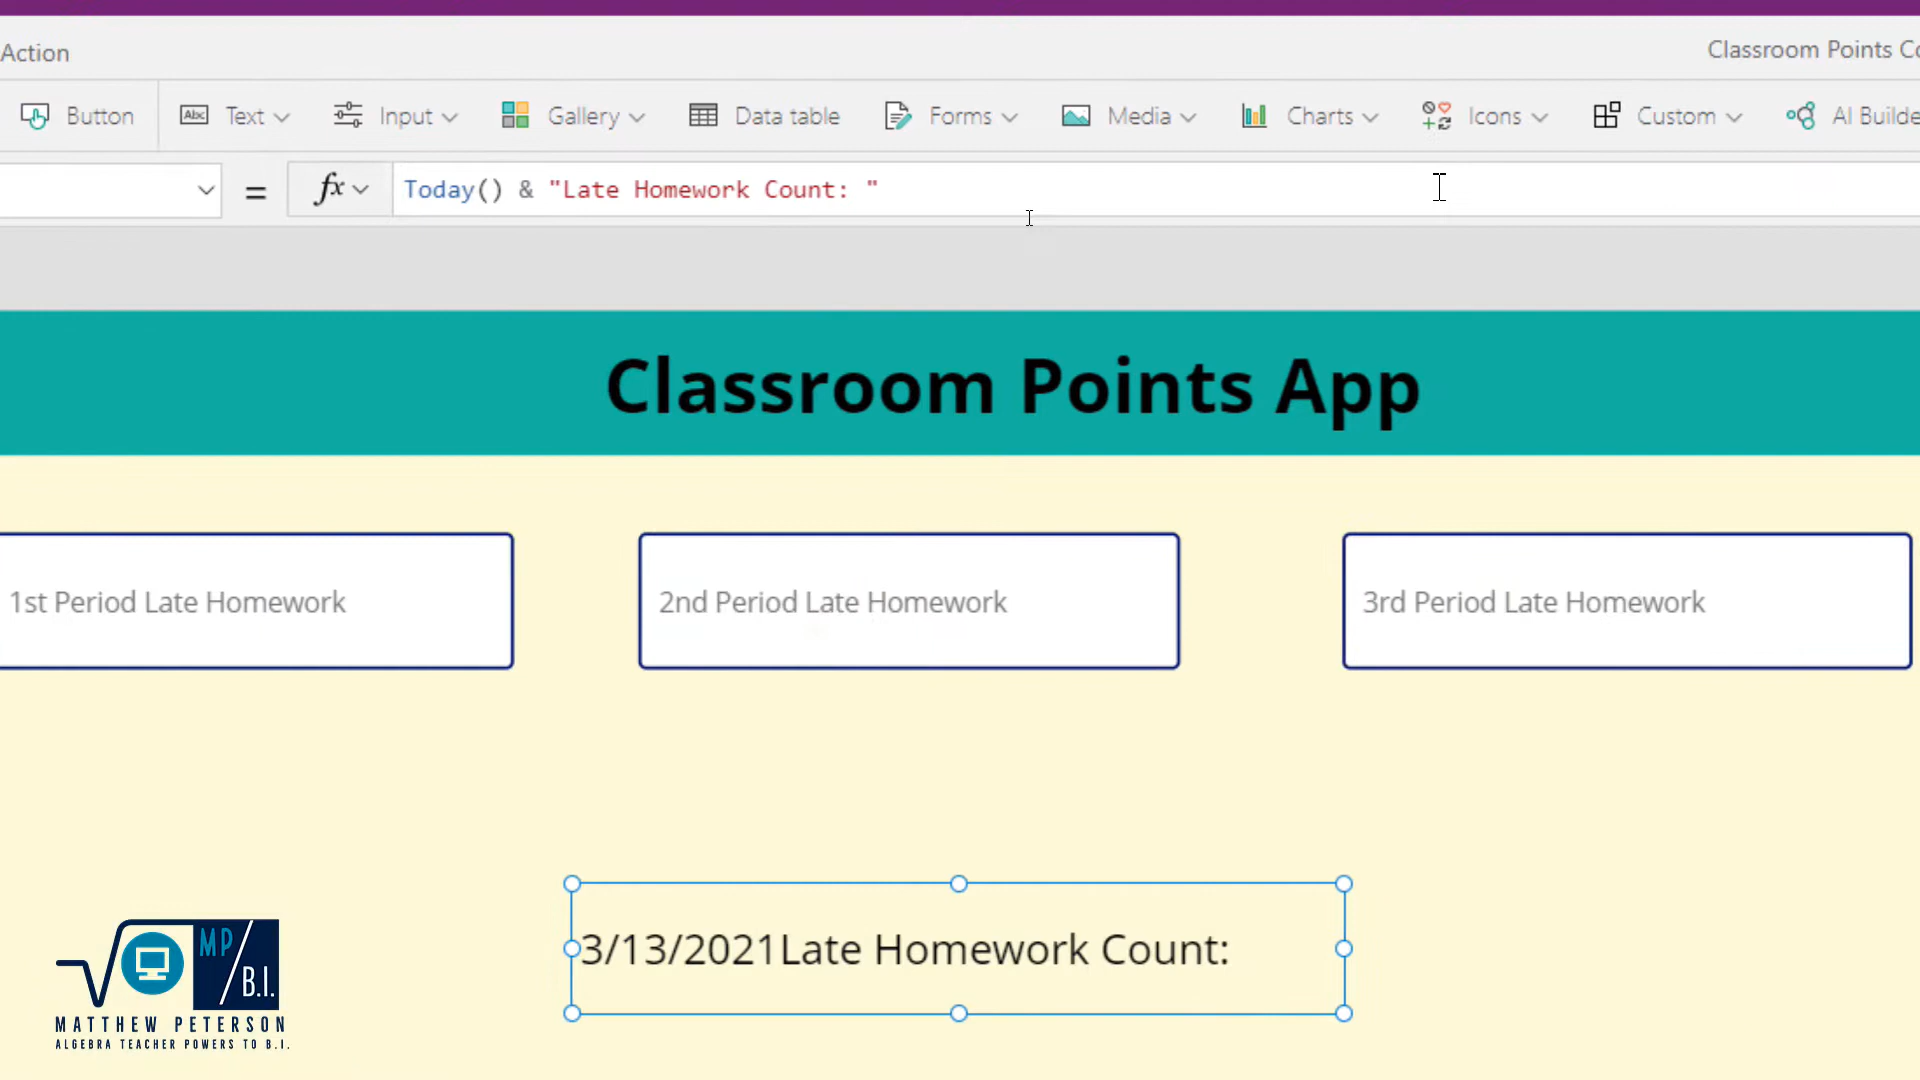 Action
Classroom Points Co
Button
Abc Text
Input
Gallery
Data table
Forms
Media
Charts
Icons
Custom
AI Builde
= fx Today() & "Late Homework Count: "
Classroom Points App
1st Period Late Homework
2nd Period Late Homework
3rd Period Late Homework
3/13/2021Late Homework Count:
MP/B.I.
MATTHEW PETERSON
ALGEBRA TEACHER POWERS TO B.I.